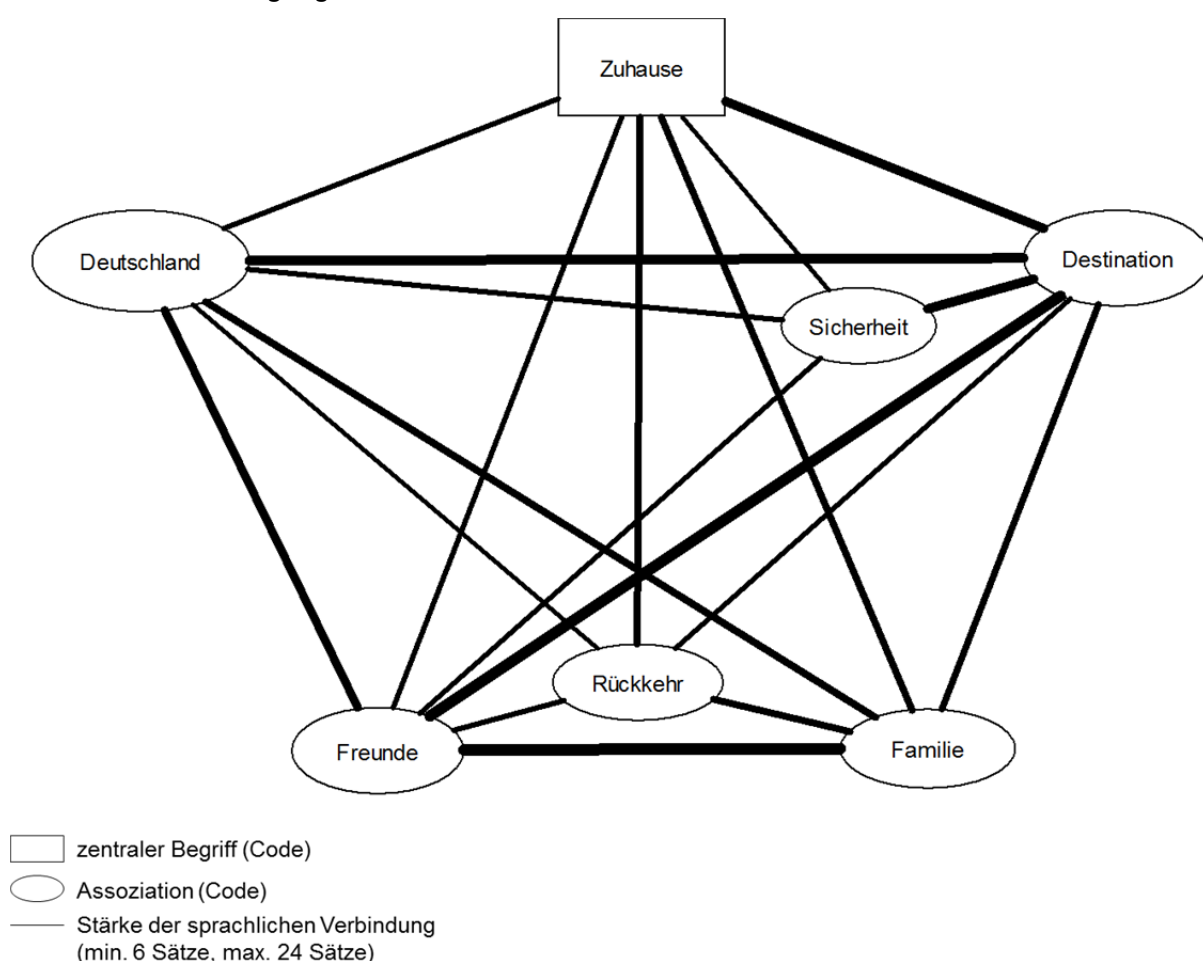 Zuhause
Deutschland
Destination
Sicherheit
Rückkehr
Freunde
Familie
zentraler Begriff (Code)
Assoziation (Code)
Stärke der sprachlichen Verbindung
(min. 6 Sätze, max. 24 Sätze)